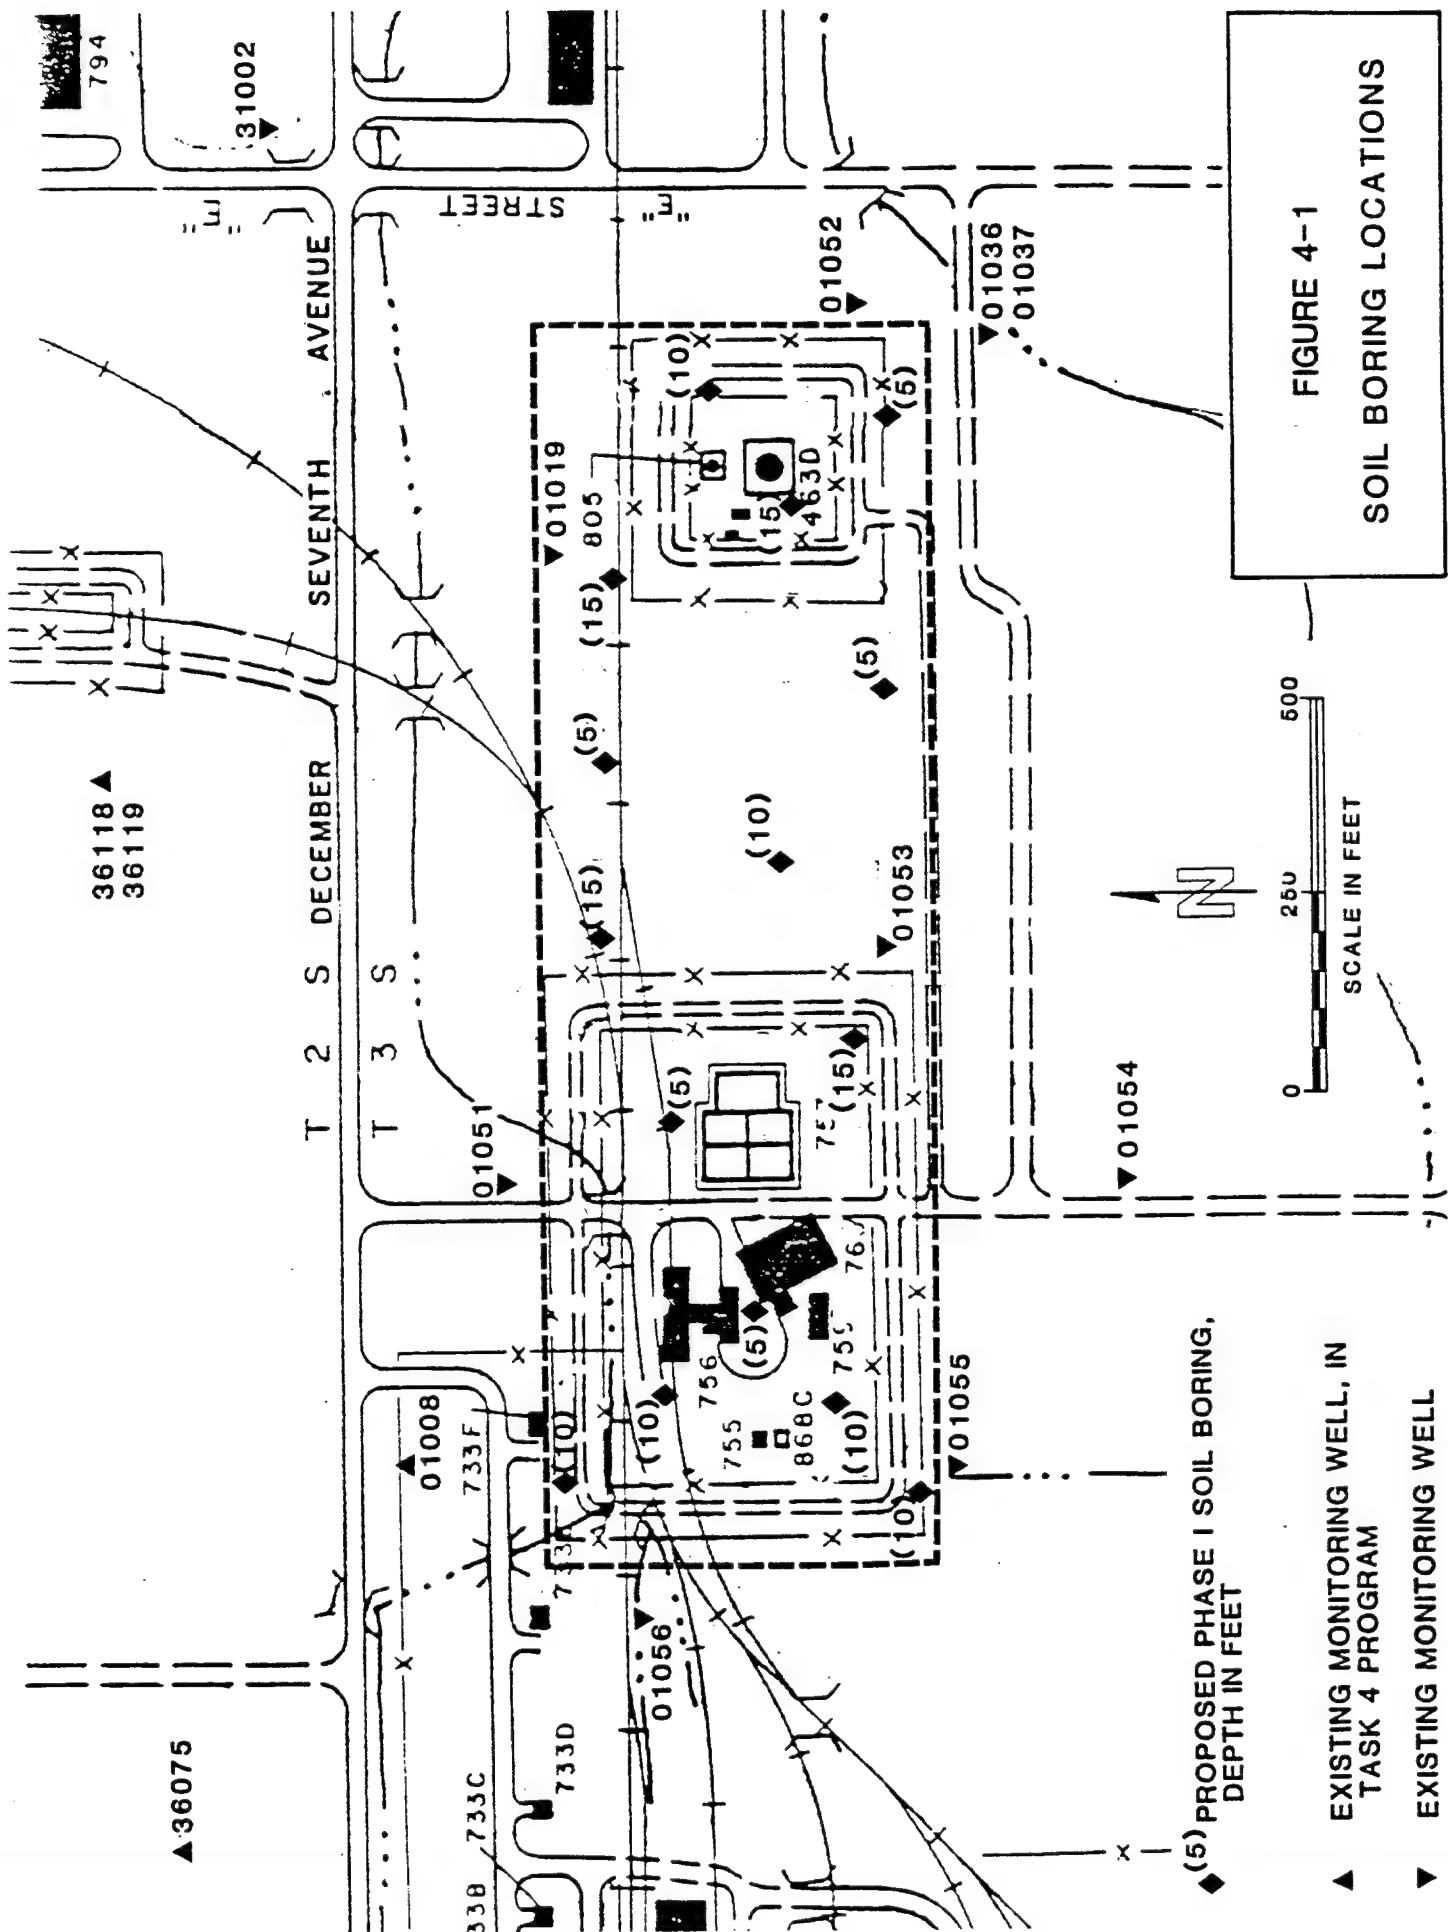 794
31002
"E"
STREET
"E"
SEVENTH AVENUE
DECEMBER
T 2 S
T 3 S
36118
36119
36075
01019
805
01052
01036
01037
(10)
(5)
(15)
463D
(15)
(5)
(5)
(10)
(15)
01053
01051
(5)
(15)
01054
756
(5)
755
868C
(10)
(10)
(10)
(10)
01055
01008
733F
01056
733D
733C
N
0
250
500
SCALE IN FEET
(5) PROPOSED PHASE I SOIL BORING,
DEPTH IN FEET
EXISTING MONITORING WELL, IN
TASK 4 PROGRAM
EXISTING MONITORING WELL
FIGURE 4-1
SOIL BORING LOCATIONS